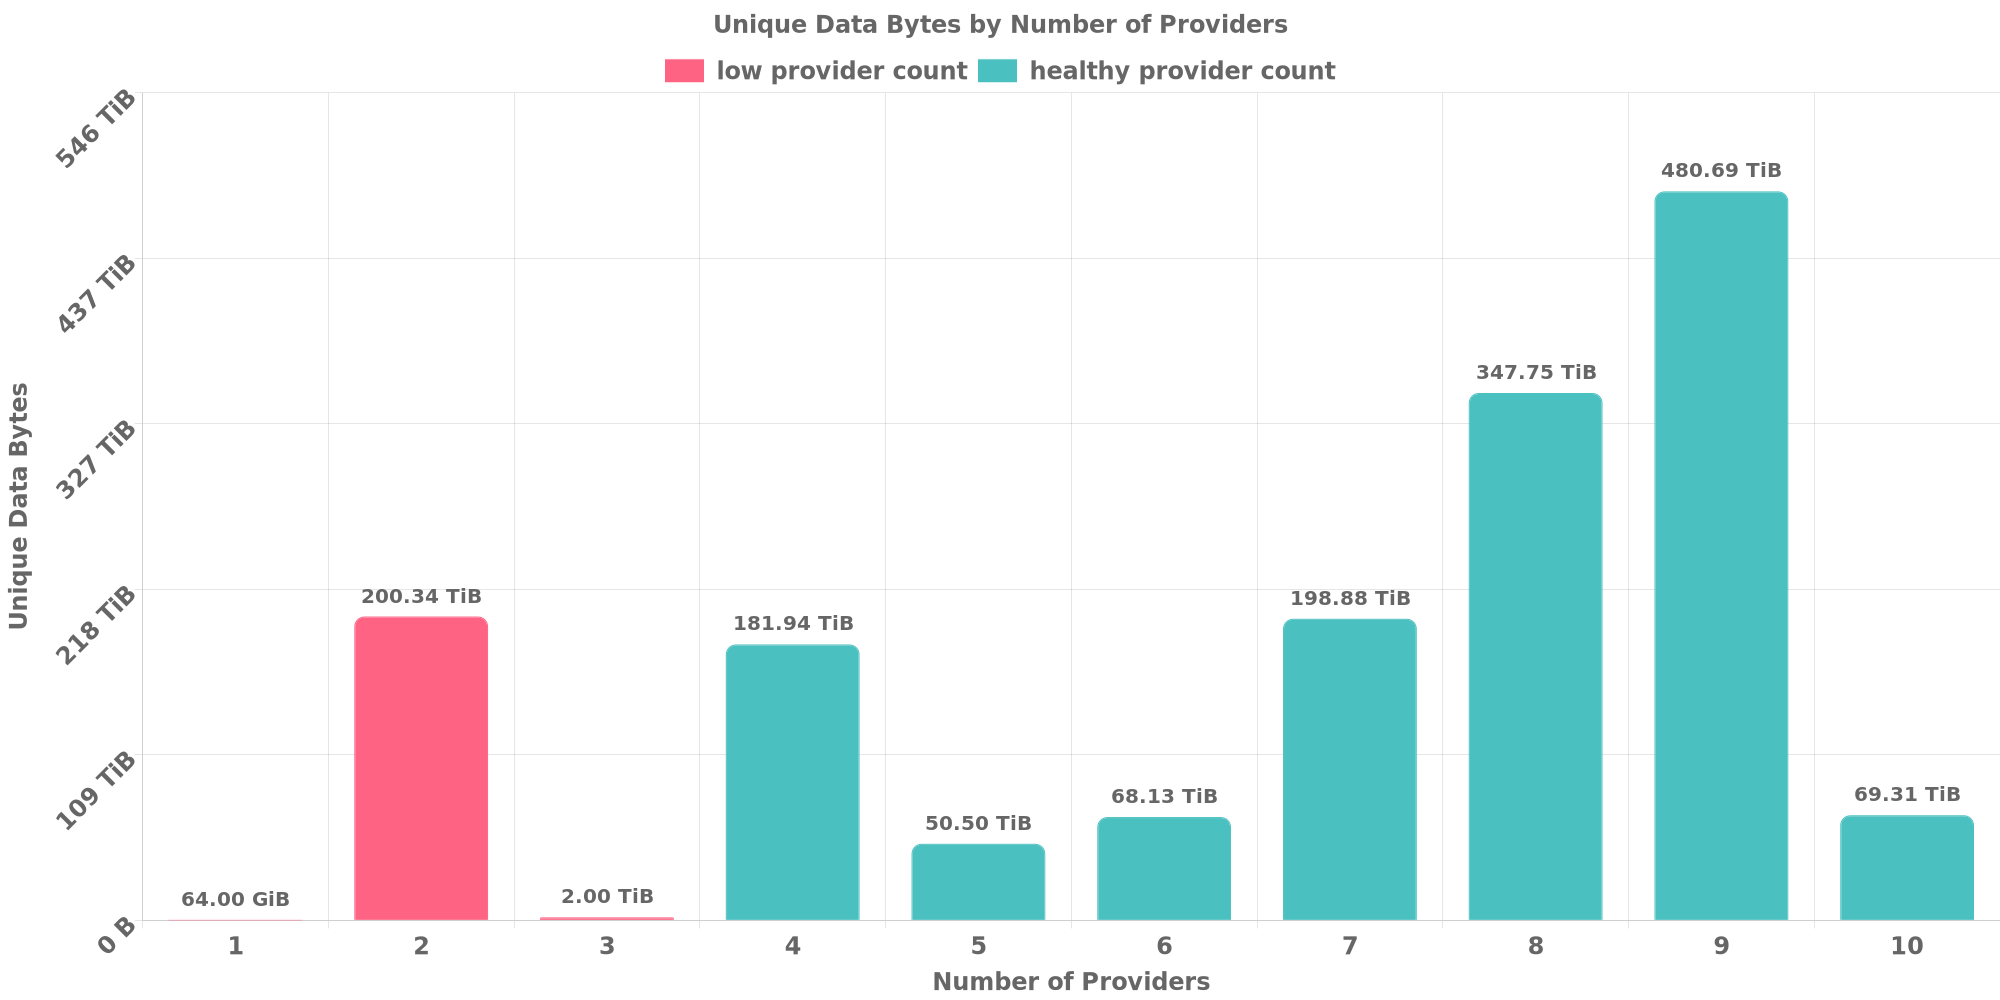 Unique Data Bytes by Number of Providers
low provider count healthy provider count
546 TiB
437 TiB
327 TiB
218 TiB
109 TiB
0 B
Unique Data Bytes
64.00 GiB
200.34 TiB
2.00 TiB
181.94 TiB
50.50 TiB
68.13 TiB
198.88 TiB
347.75 TiB
480.69 TiB
69.31 TiB
1 2 3 4 5 6 7 8 9 10
Number of Providers